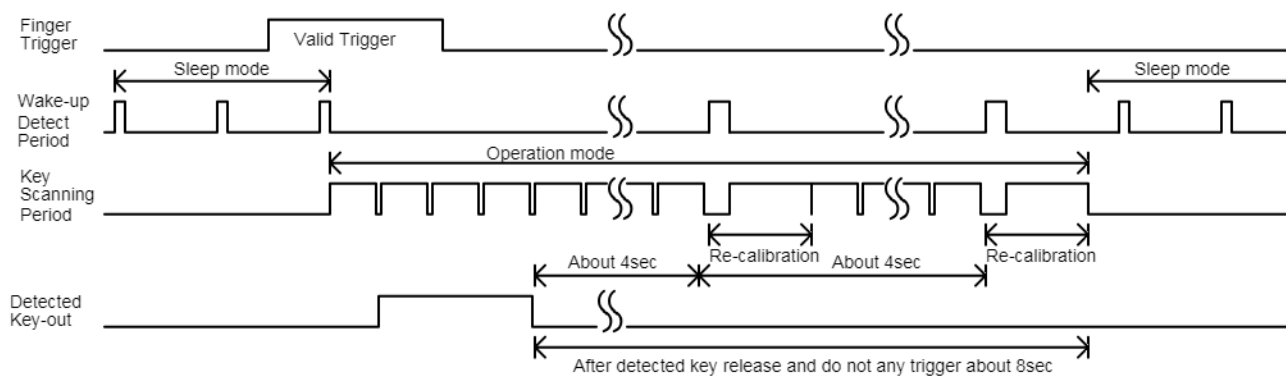 Finger
Trigger
Valid Trigger
Sleep mode
Sleep mode
Wake-up
Detect
Period
Operation mode
Key
Scanning
Period
Re-calibration
Re-calibration
About 4sec
About 4sec
Detected
Key-out
After detected key release and do not any trigger about 8sec